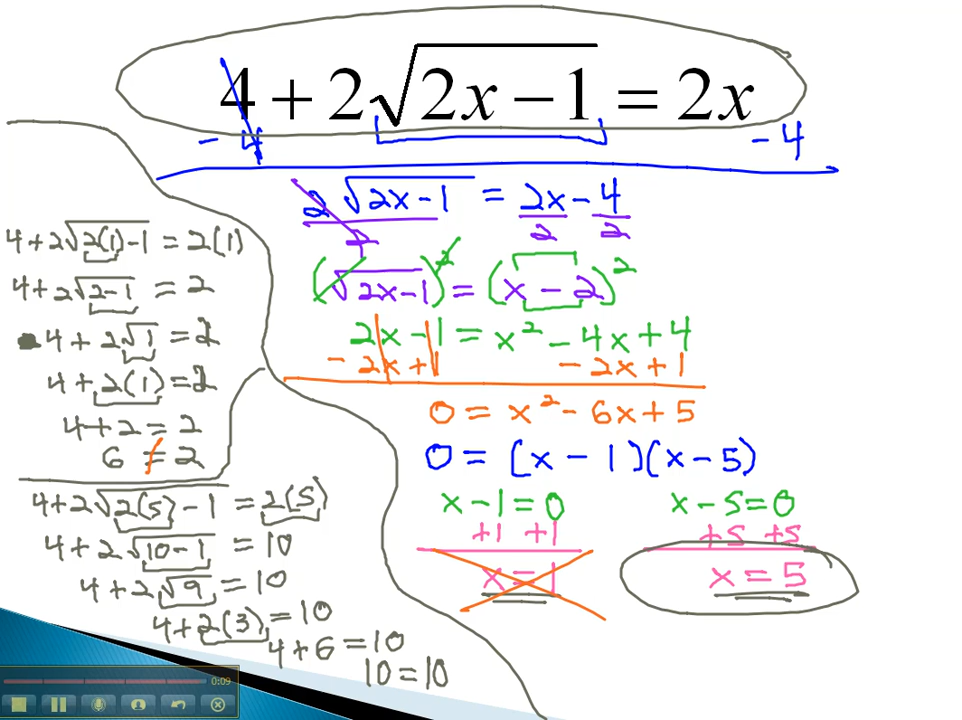 4 + 2√(2x − 1) = 2x
− 4 − 4
2√(2x−1) = 2x − 4
2 2 2
(√(2x−1))² = (x − 2)²
2x − 1 = x² − 4x + 4
− 2x + 1 − 2x + 1
0 = x² − 6x + 5
0 = (x − 1)(x − 5)
x − 1 = 0 x − 5 = 0
+1 +1 +5 +5
x = 1 x = 5
4 + 2√(2(1) − 1) = 2(1)
4 + 2√(2−1) = 2
4 + 2√1 = 2
4 + 2(1) = 2
4 + 2 = 2
6 ≠ 2
4 + 2√(2(5) − 1) = 2(5)
4 + 2√(10 − 1) = 10
4 + 2√9 = 10
4 + 2(3) = 10
4 + 6 = 10
10 = 10
0:09